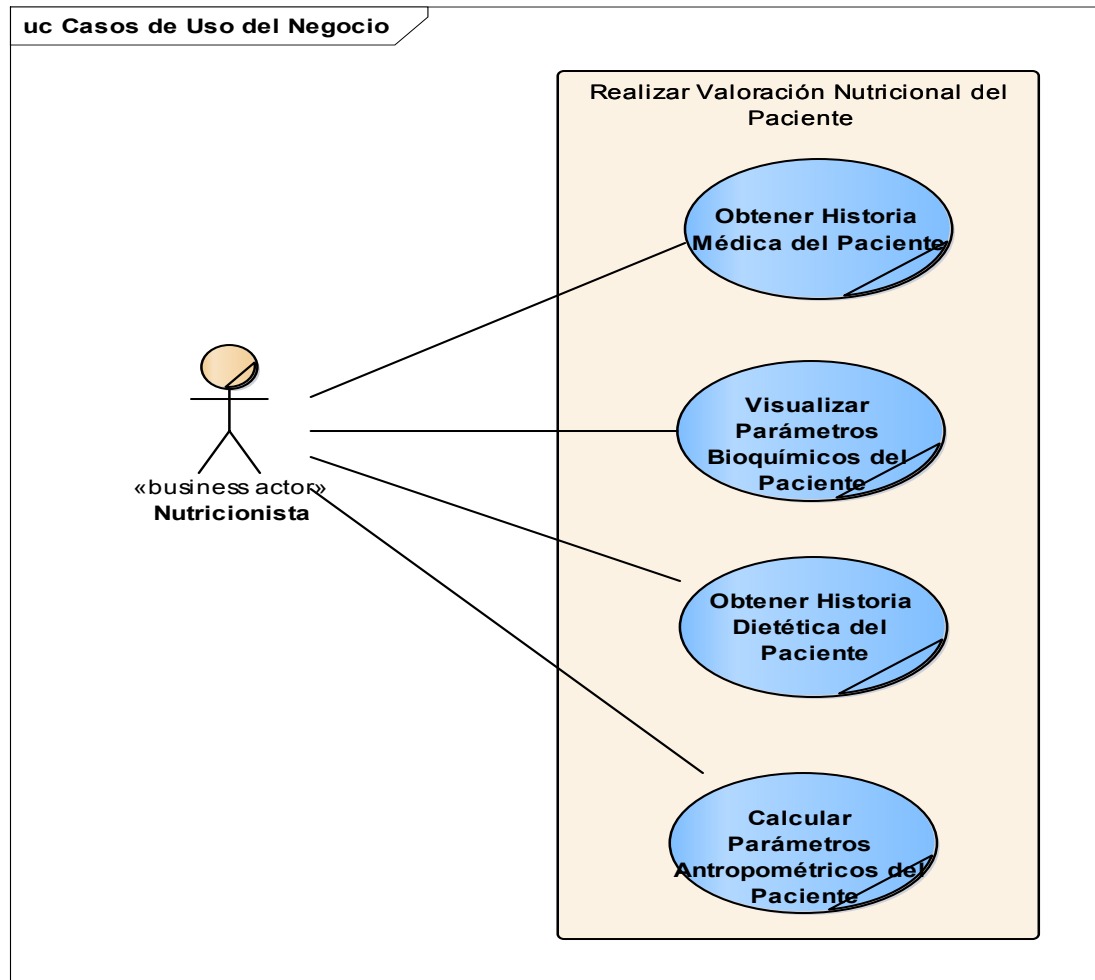 uc Casos de Uso del Negocio
Realizar Valoración Nutricional del
Paciente
Obtener Historia
Médica del Paciente
«business actor»
Nutricionista
Visualizar
Parámetros
Bioquímicos del
Paciente
Obtener Historia
Dietética del
Paciente
Calcular
Parámetros
Antropométricos del
Paciente